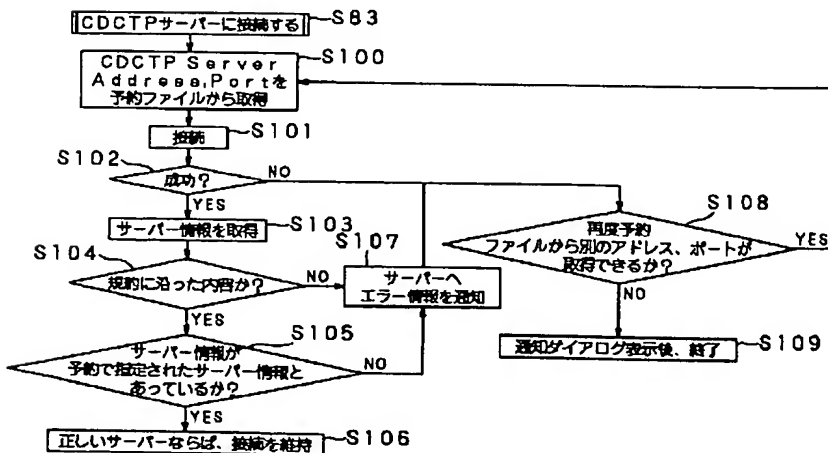 CDCTPサーバーに接続する
S83
CDCTP Server
Address,Portを
予約ファイルから取得
S100
接続
S101
S102
成功?
NO
YES
サーバー情報を取得
S103
S104
規約に沿った内容か?
NO
YES
S107
サーバーへ
エラー情報を通知
サーバー情報が
予約で指定されたサーバー情報と
あっているか?
S105
NO
YES
正しいサーバーならば、接続を維持
S106
再度予約
ファイルから別のアドレス、ポートが
取得できるか?
S108
YES
NO
通知ダイアログ表示後、終了
S109